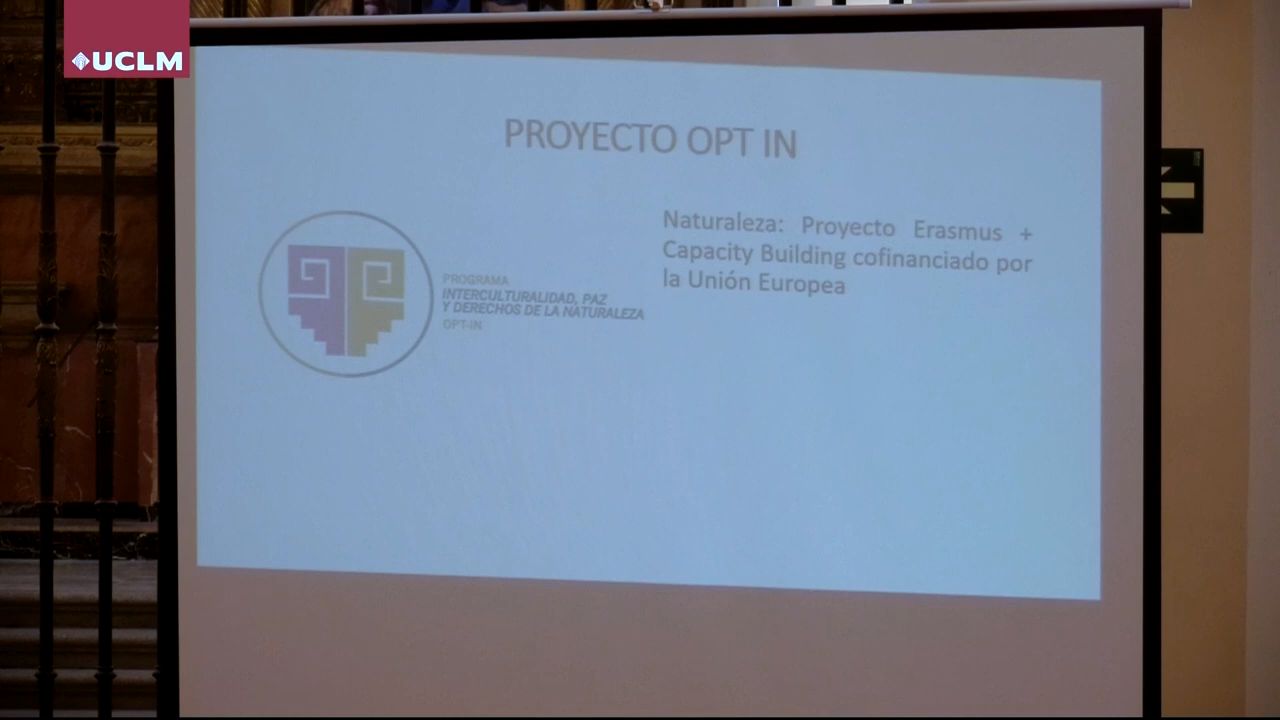 UCLM
PROYECTO OPT IN
Naturaleza: Proyecto Erasmus +
Capacity Building cofinanciado por
la Unión Europea
PROGRAMA
INTERCULTURALIDAD, PAZ
Y DERECHOS DE LA NATURALEZA
OPT-IN